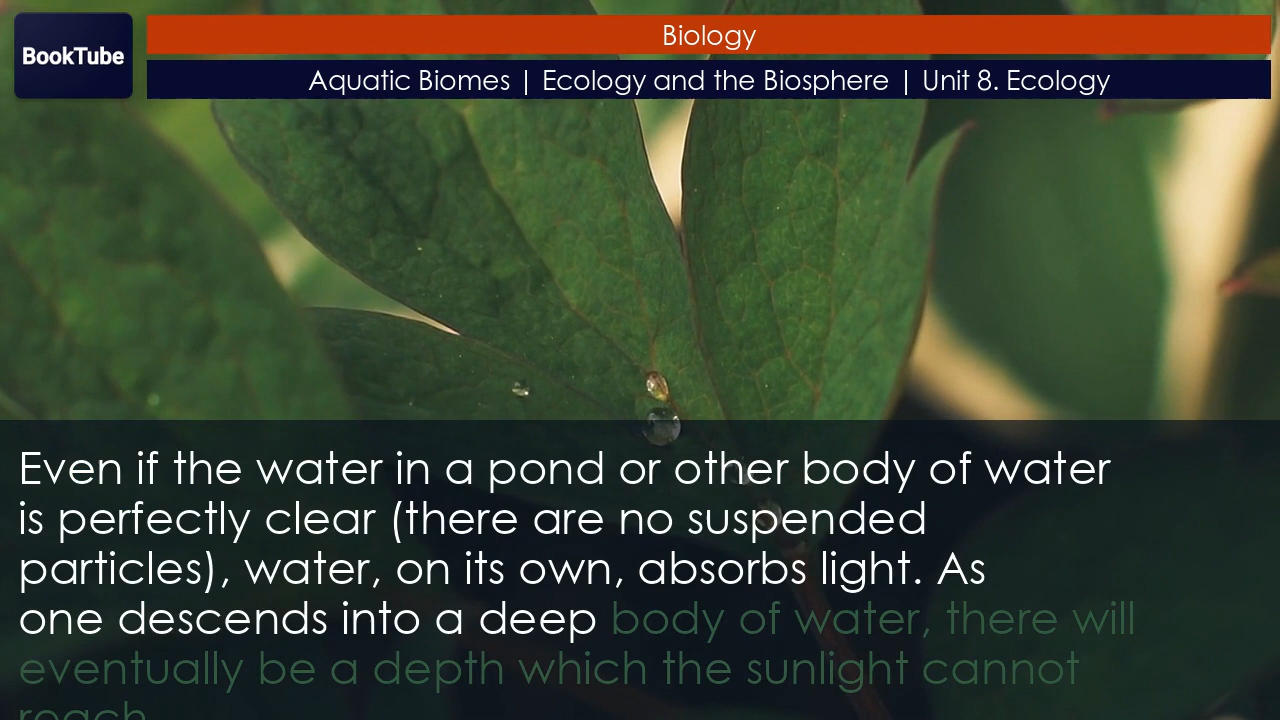 BookTube
Biology
Aquatic Biomes | Ecology and the Biosphere | Unit 8. Ecology
Even if the water in a pond or other body of water
is perfectly clear (there are no suspended
particles), water, on its own, absorbs light. As
one descends into a deep body of water, there will
eventually be a depth which the sunlight cannot
reach.